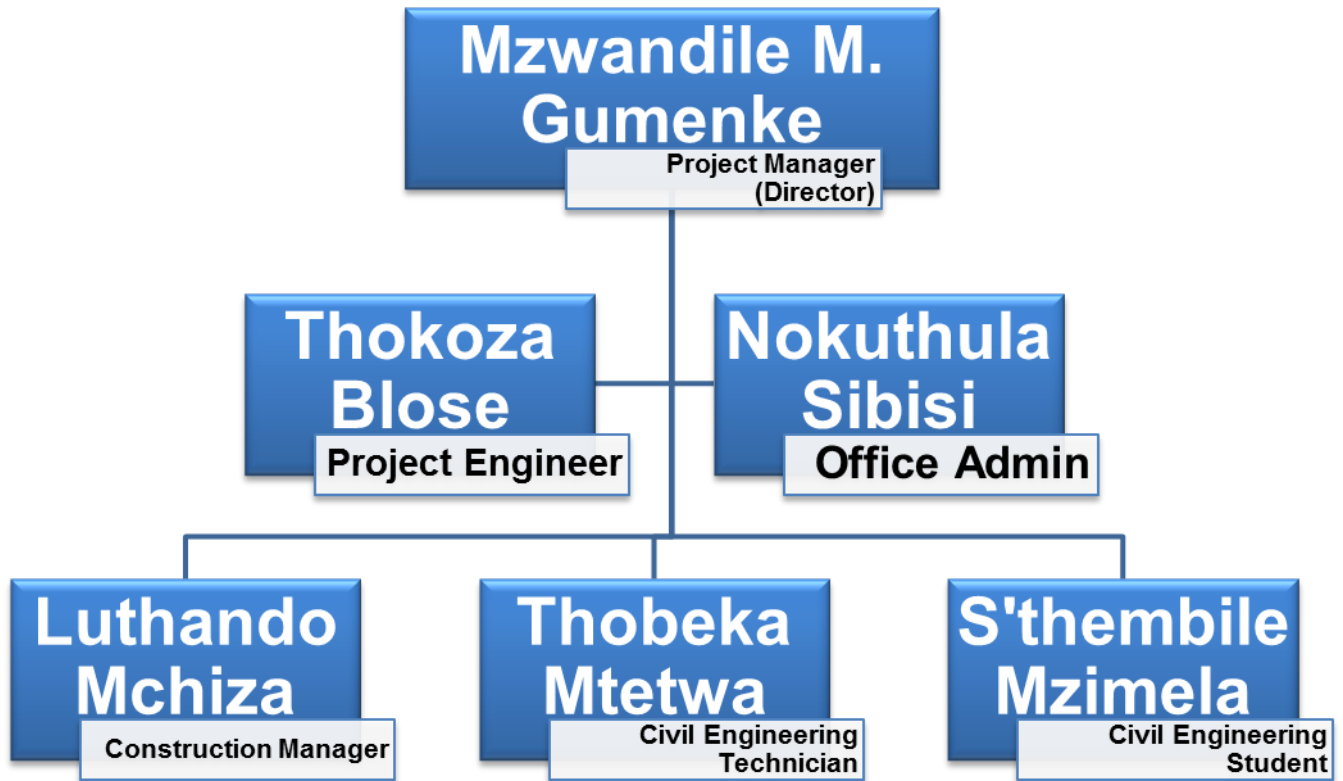 Mzwandile M.
Gumenke
Project Manager
(Director)
Thokoza
Blose
Project Engineer
Nokuthula
Sibisi
Office Admin
Luthando
Mchiza
Construction Manager
Thobeka
Mtetwa
Civil Engineering
Technician
S'thembile
Mzimela
Civil Engineering
Student